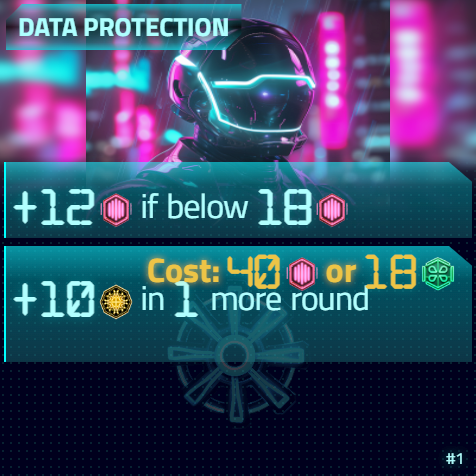 DATA PROTECTION
+12 if below 18
Cost: 40 or 18
+10 in 1 more round
#1